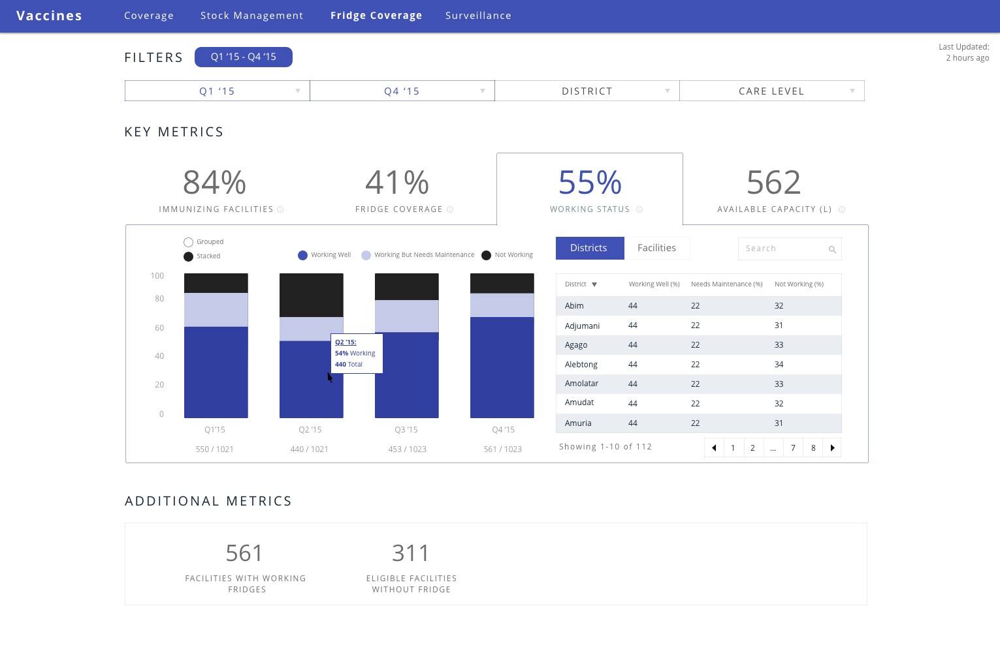 Vaccines Coverage Stock Management Fridge Coverage Surveillance
FILTERS Q1 ‘15 - Q4 ‘15
Last Updated:
2 hours ago
Q1 ‘15 Q4 ‘15 DISTRICT CARE LEVEL
KEY METRICS
84% 41% 55% 562
IMMUNIZING FACILITIES FRIDGE COVERAGE WORKING STATUS AVAILABLE CAPACITY (L)
Grouped
Stacked
Working Well Working But Needs Maintenance Not Working
100
80
60
40
20
0
Q2 ‘15:
54% Working
440 Total
Q1’15 Q2 ‘15 Q3 ‘15 Q4 ‘15
550 / 1021 440 / 1021 453 / 1023 561 / 1023
Districts Facilities Search
District Working Well (%) Needs Maintenance (%) Not Working (%)
Abim 44 22 32
Adjumani 44 22 31
Agago 44 22 33
Alebtong 44 22 34
Amolatar 44 22 33
Amudat 44 22 32
Amuria 44 22 31
Showing 1-10 of 112 1 2 ... 7 8
ADDITIONAL METRICS
561 311
FACILITIES WITH WORKING
FRIDGES
ELIGIBLE FACILITIES
WITHOUT FRIDGE